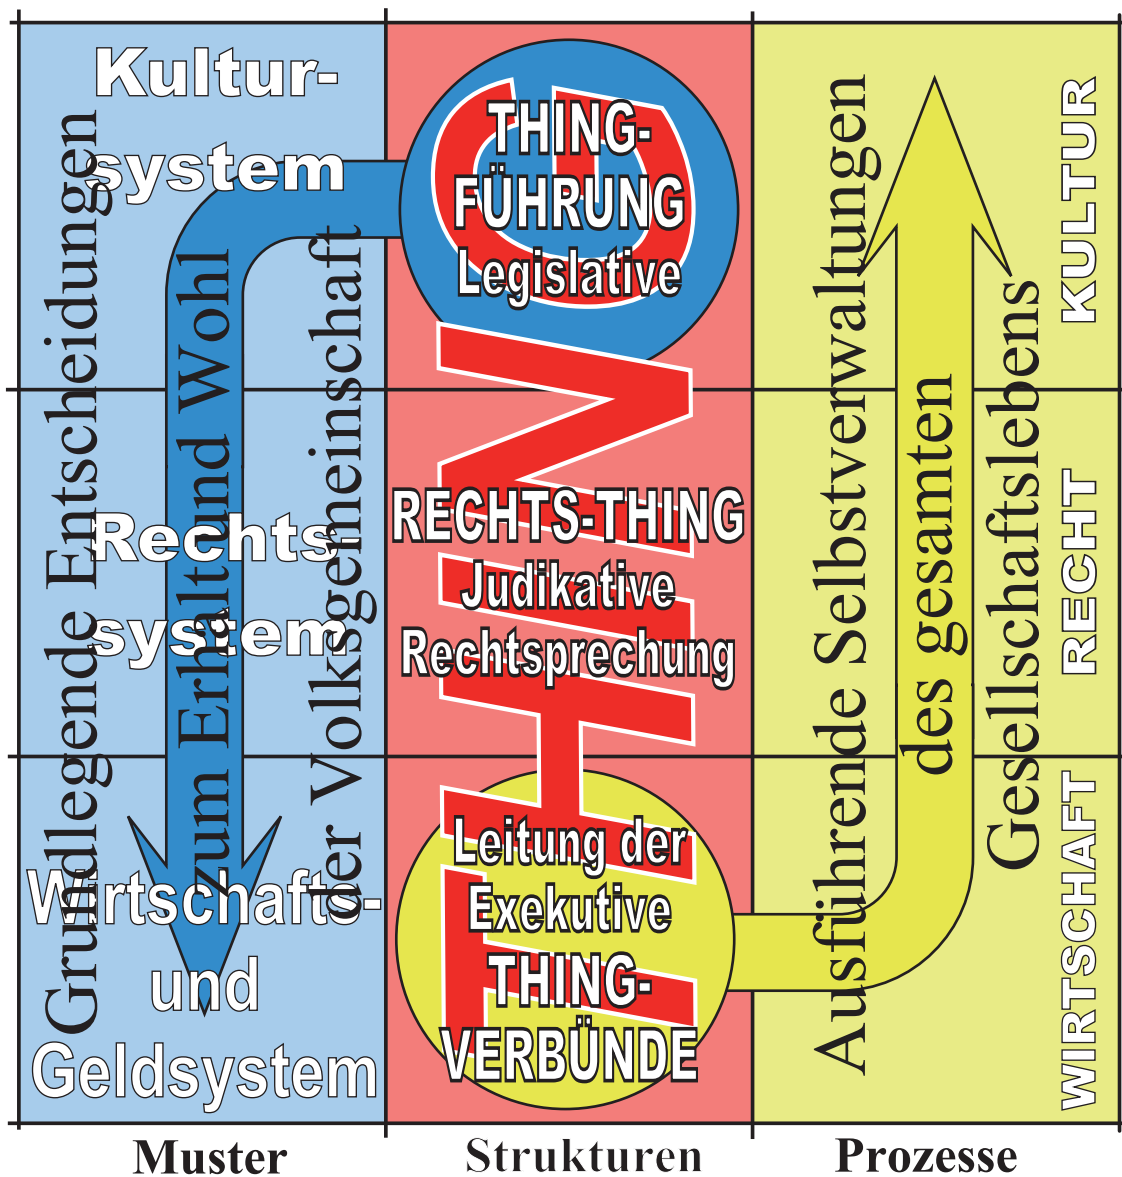 Kultur-
system
Rechts-
system
Wirtschafts-
und
Geldsystem
Grundlegende Entscheidungen
zum Erhalt und Wohl
der Volksgemeinschaft
THING
THING-
FÜHRUNG
Legislative
RECHTS-THING
Judikative
Rechtsprechung
Leitung der
Exekutive
THING-
VERBÜNDE
Ausführende Selbstverwaltungen
des gesamten
Gesellschaftslebens
KULTUR
RECHT
WIRTSCHAFT
Muster
Strukturen
Prozesse